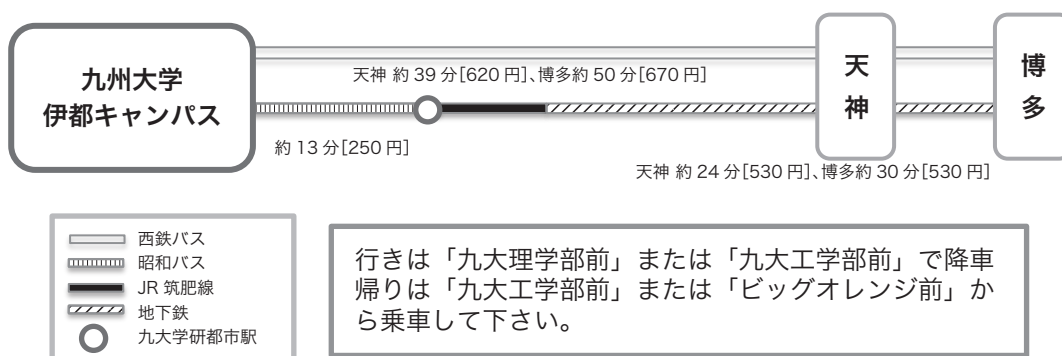 九州大学
伊都キャンパス
天神 約 39 分[620 円]、博多約 50 分[670 円]
天神
博多
約 13 分[250 円]
天神 約 24 分[530 円]、博多約 30 分[530 円]
西鉄バス
昭和バス
JR 筑肥線
地下鉄
九大学研都市駅
行きは「九大理学部前」または「九大工学部前」で降車
帰りは「九大工学部前」または「ビッグオレンジ前」か
ら乗車して下さい。